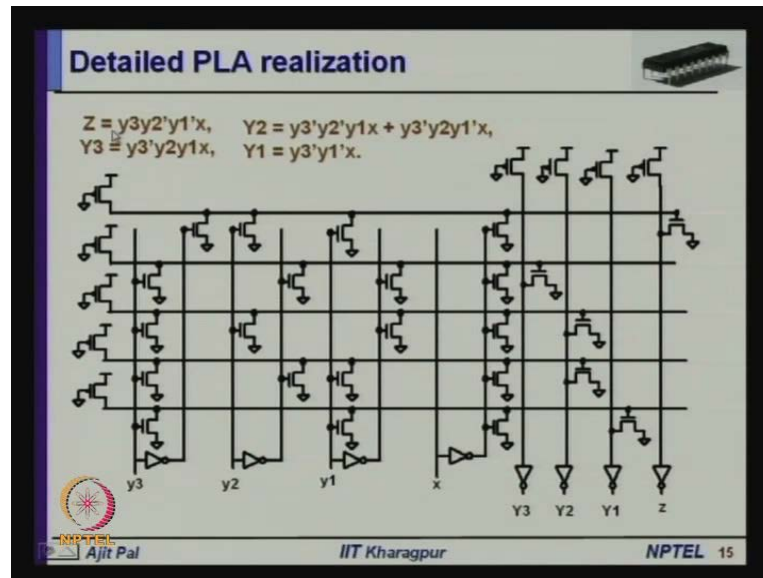 Detailed PLA realization
Z = y3y2'y1'x, Y2 = y3'y2'y1x + y3'y2y1'x,
Y3 = y3'y2y1x, Y1 = y3'y1'x.
y3 y2 y1 x Y3 Y2 Y1 z
NPTEL
Ajit Pal IIT Kharagpur NPTEL 15